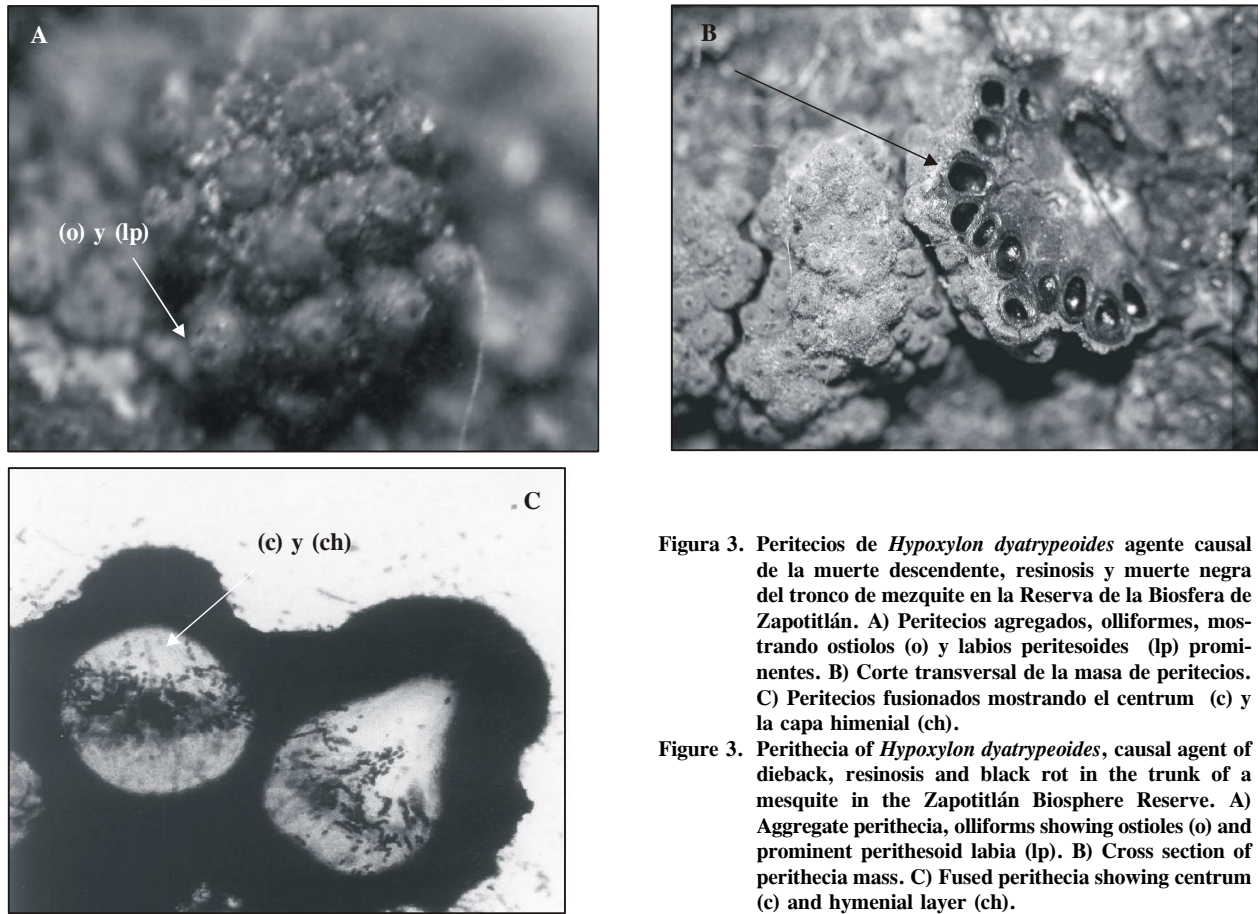 A
(o) y (lp)
B
C
(c) y (ch)
Figura 3. Peritecios de Hypoxylon dyatrypeoides agente causal
de la muerte descendente, resinosis y muerte negra
del tronco de mezquite en la Reserva de la Biosfera de
Zapotitlán. A) Peritecios agregados, olliformes, mos-
trando ostiolos (o) y labios peritesoides (lp) promi-
nentes. B) Corte transversal de la masa de peritecios.
C) Peritecios fusionados mostrando el centrum (c) y
la capa himenial (ch).
Figure 3. Perithecia of Hypoxylon dyatrypeoides, causal agent of
dieback, resinosis and black rot in the trunk of a
mesquite in the Zapotitlán Biosphere Reserve. A)
Aggregate perithecia, olliforms showing ostioles (o) and
prominent perithesoid labia (lp). B) Cross section of
perithecia mass. C) Fused perithecia showing centrum
(c) and hymenial layer (ch).